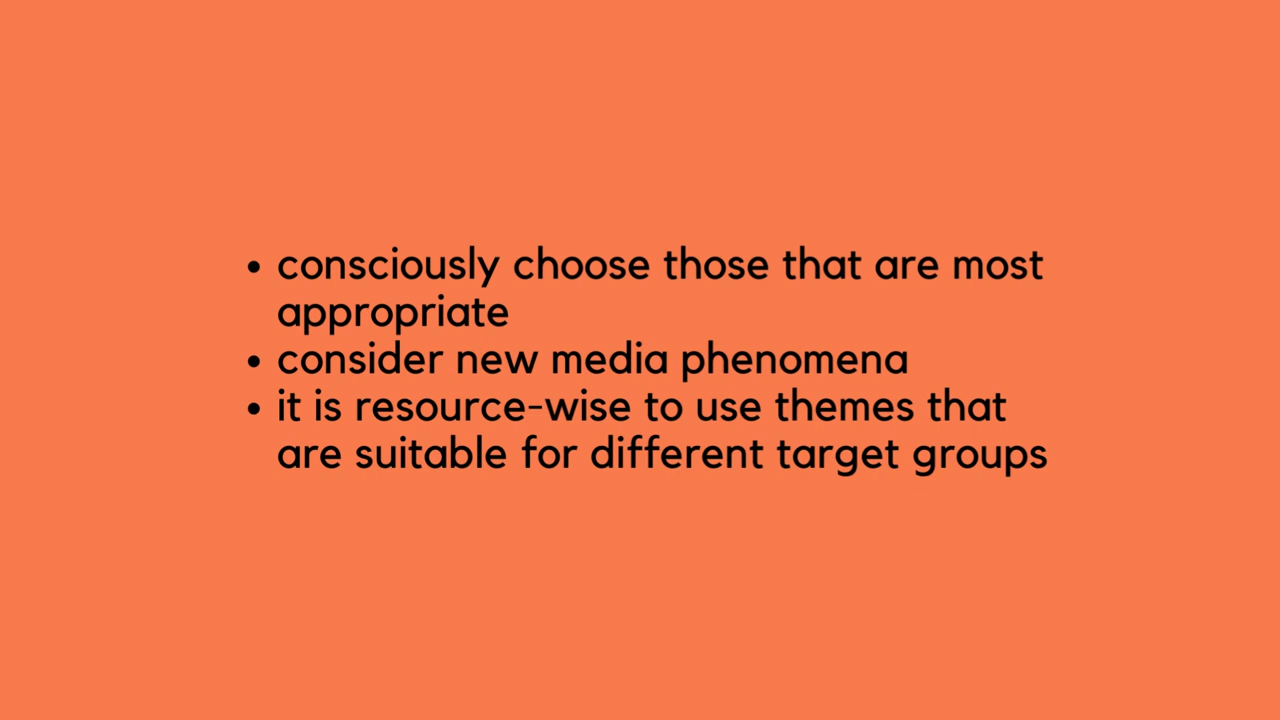 • consciously choose those that are most
appropriate
• consider new media phenomena
• it is resource-wise to use themes that
are suitable for different target groups